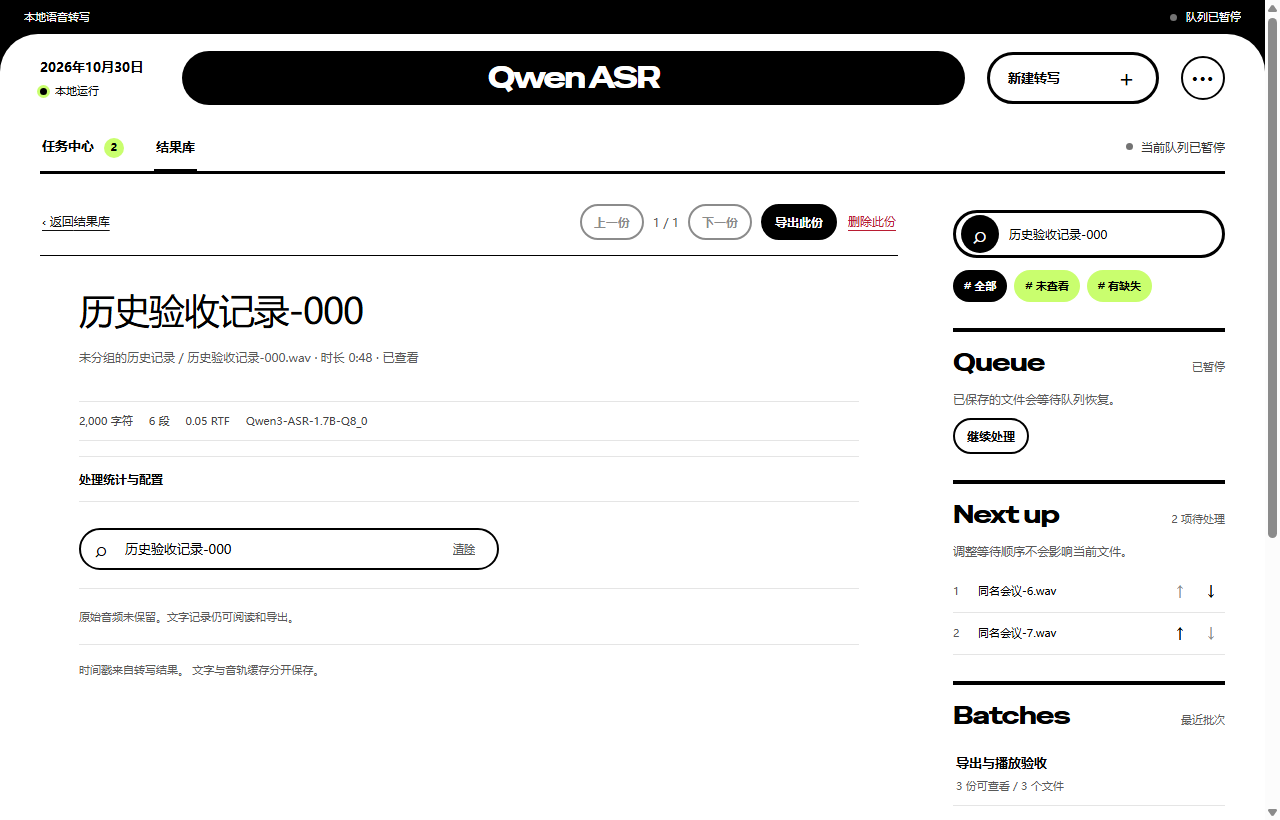 本地语音转写
队列已暂停
2026年10月30日
本地运行
Qwen ASR
新建转写 +
任务中心 2
结果库
当前队列已暂停
‹ 返回结果库
上一份
1 / 1
下一份
导出此份
删除此份
历史验收记录-000
未分组的历史记录 / 历史验收记录-000.wav · 时长 0:48 · 已查看
2,000 字符 6 段 0.05 RTF Qwen3-ASR-1.7B-Q8_0
处理统计与配置
历史验收记录-000 清除
原始音频未保留。文字记录仍可阅读和导出。
时间戳来自转写结果。 文字与音轨缓存分开保存。
历史验收记录-000
# 全部
# 未查看
# 有缺失
Queue 已暂停
已保存的文件会等待队列恢复。
继续处理
Next up 2 项待处理
调整等待顺序不会影响当前文件。
1 同名会议-6.wav ↑ ↓
2 同名会议-7.wav ↑ ↓
Batches 最近批次
导出与播放验收
3 份可查看 / 3 个文件